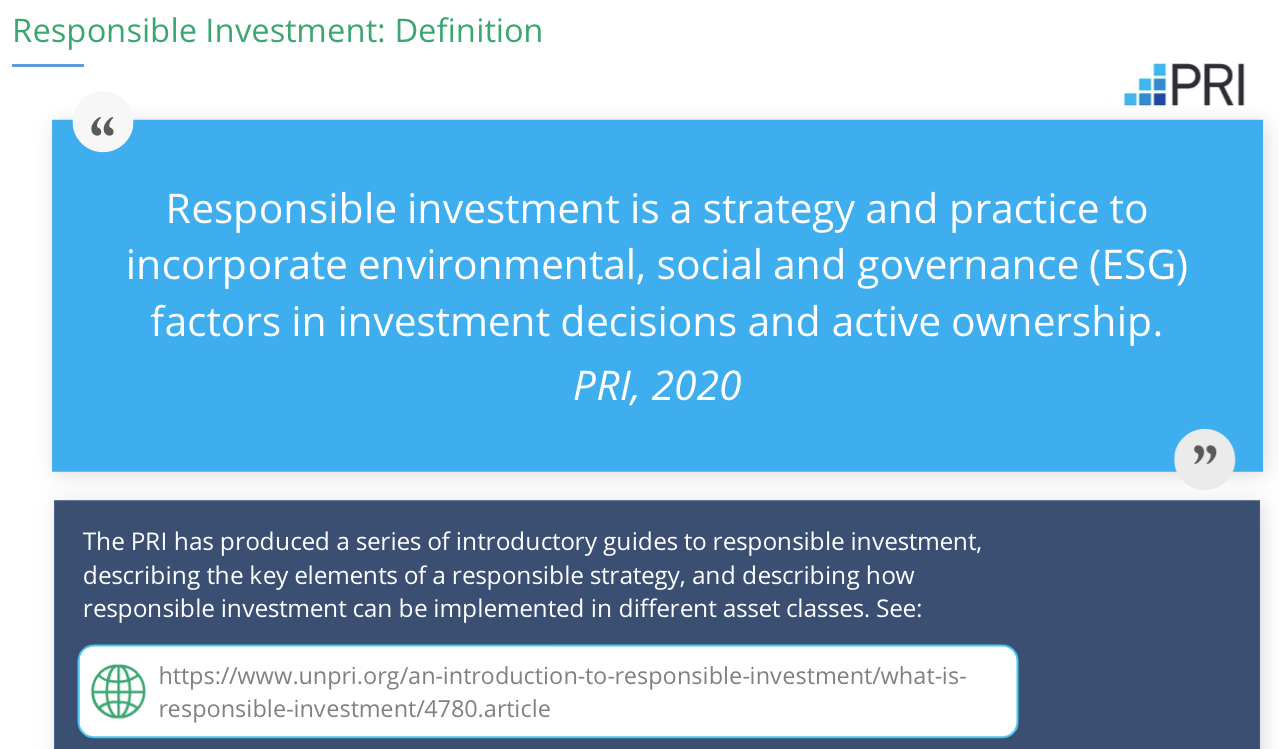 Responsible Investment: Definition
PRI
“
Responsible investment is a strategy and practice to
incorporate environmental, social and governance (ESG)
factors in investment decisions and active ownership.
PRI, 2020
”
The PRI has produced a series of introductory guides to responsible investment,
describing the key elements of a responsible strategy, and describing how
responsible investment can be implemented in different asset classes. See:
https://www.unpri.org/an-introduction-to-responsible-investment/what-is-
responsible-investment/4780.article